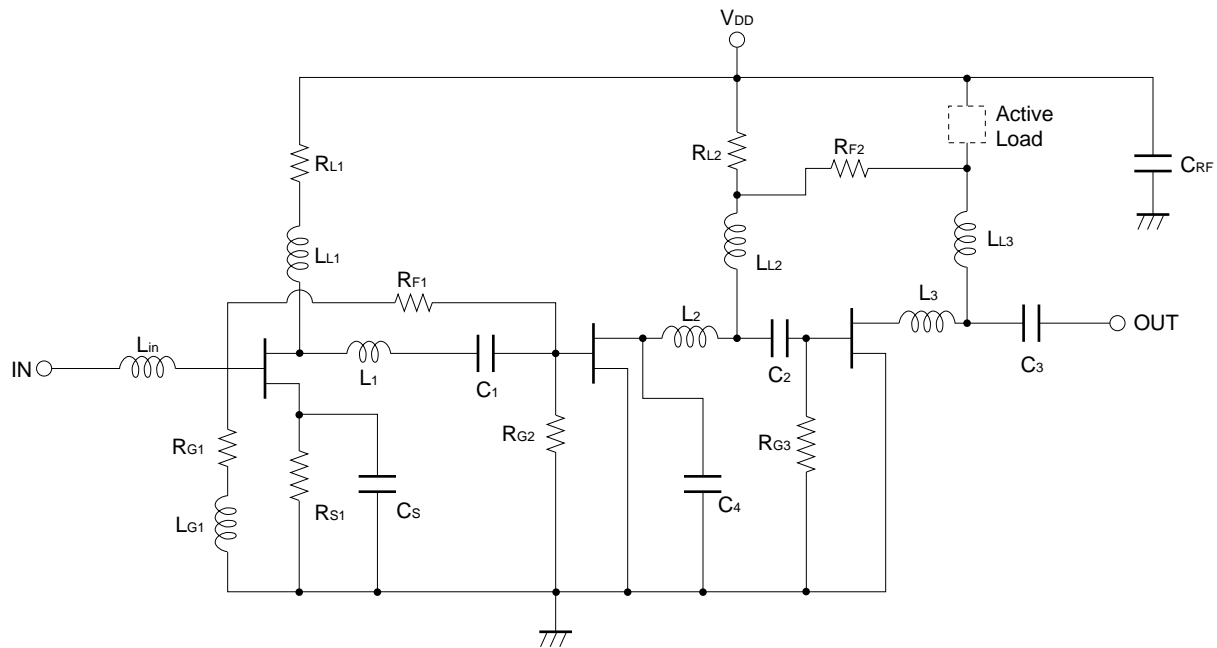 VDD
Active
Load
RL1
RL2
RF2
CRF
LL1
LL2
LL3
RF1
L2
L3
Lin
IN
OUT
L1
C1
C2
C3
RG1
RG2
RG3
LG1
RS1
CS
C4